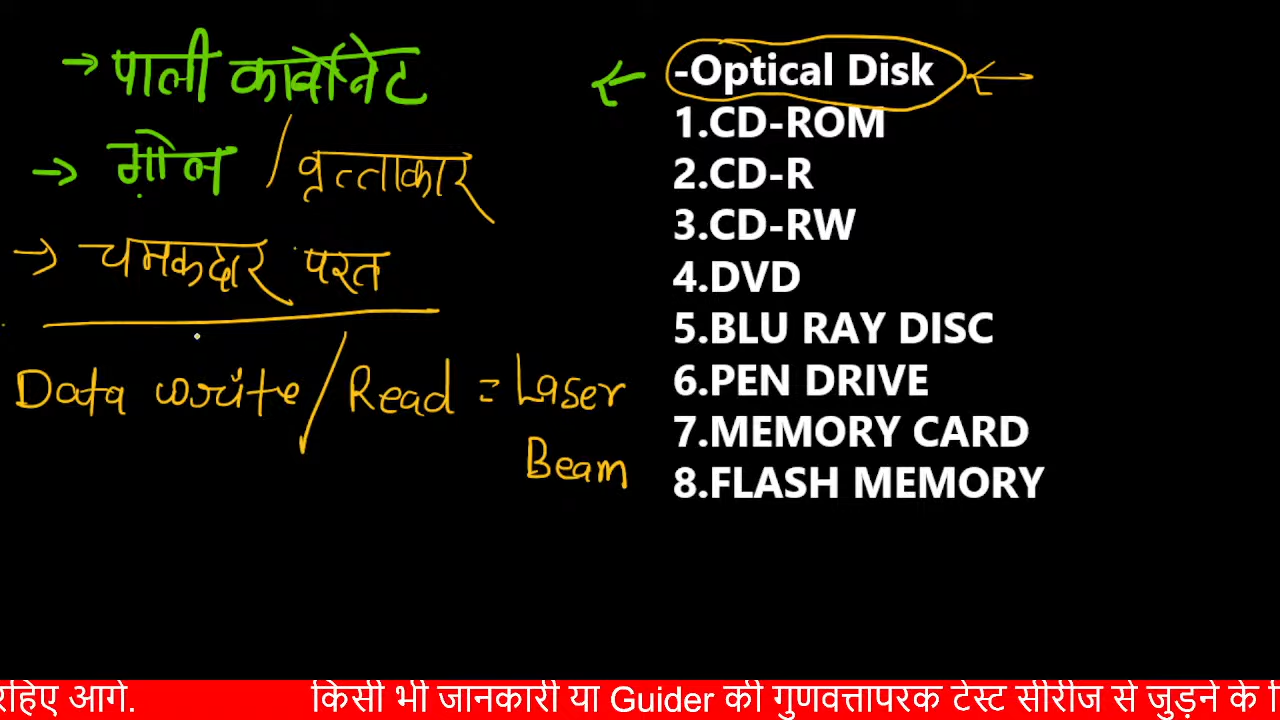 → पाली कार्बोनेट
→ गोल / वृत्ताकार
→ चमकदार परत
Data write / Read = Laser
Beam
-Optical Disk
1.CD-ROM
2.CD-R
3.CD-RW
4.DVD
5.BLU RAY DISC
6.PEN DRIVE
7.MEMORY CARD
8.FLASH MEMORY
रहिए आगे. किसी भी जानकारी या Guider की गुणवत्तापरक टेस्ट सीरीज से जुड़ने के